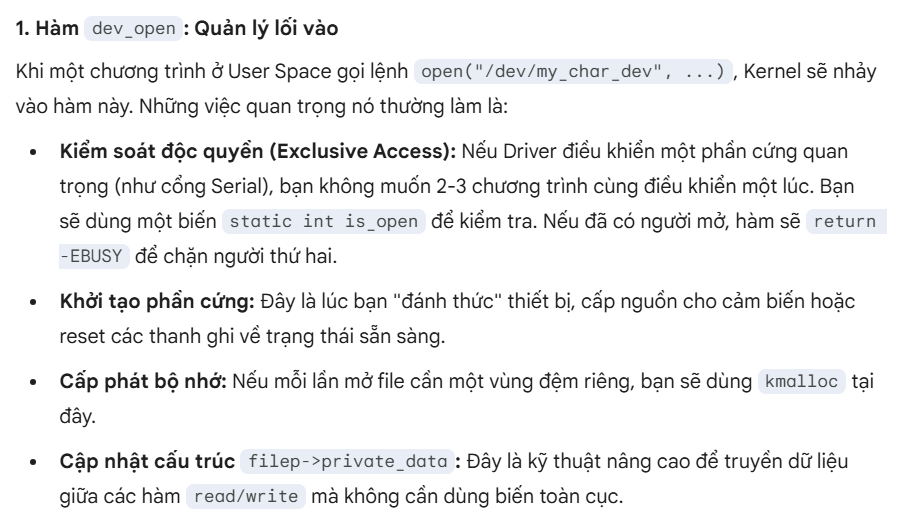 1. Hàm dev_open: Quản lý lối vào
Khi một chương trình ở User Space gọi lệnh open("/dev/my_char_dev", ...), Kernel sẽ nhảy
vào hàm này. Những việc quan trọng nó thường làm là:
• Kiểm soát độc quyền (Exclusive Access): Nếu Driver điều khiển một phần cứng quan
trọng (như cổng Serial), bạn không muốn 2-3 chương trình cùng điều khiển một lúc. Bạn
sẽ dùng một biến static int is_open để kiểm tra. Nếu đã có người mở, hàm sẽ return
-EBUSY để chặn người thứ hai.
• Khởi tạo phần cứng: Đây là lúc bạn "đánh thức" thiết bị, cấp nguồn cho cảm biến hoặc
reset các thanh ghi về trạng thái sẵn sàng.
• Cấp phát bộ nhớ: Nếu mỗi lần mở file cần một vùng đệm riêng, bạn sẽ dùng kmalloc tại
đây.
• Cập nhật cấu trúc filep->private_data: Đây là kỹ thuật nâng cao để truyền dữ liệu
giữa các hàm read/write mà không cần dùng biến toàn cục.